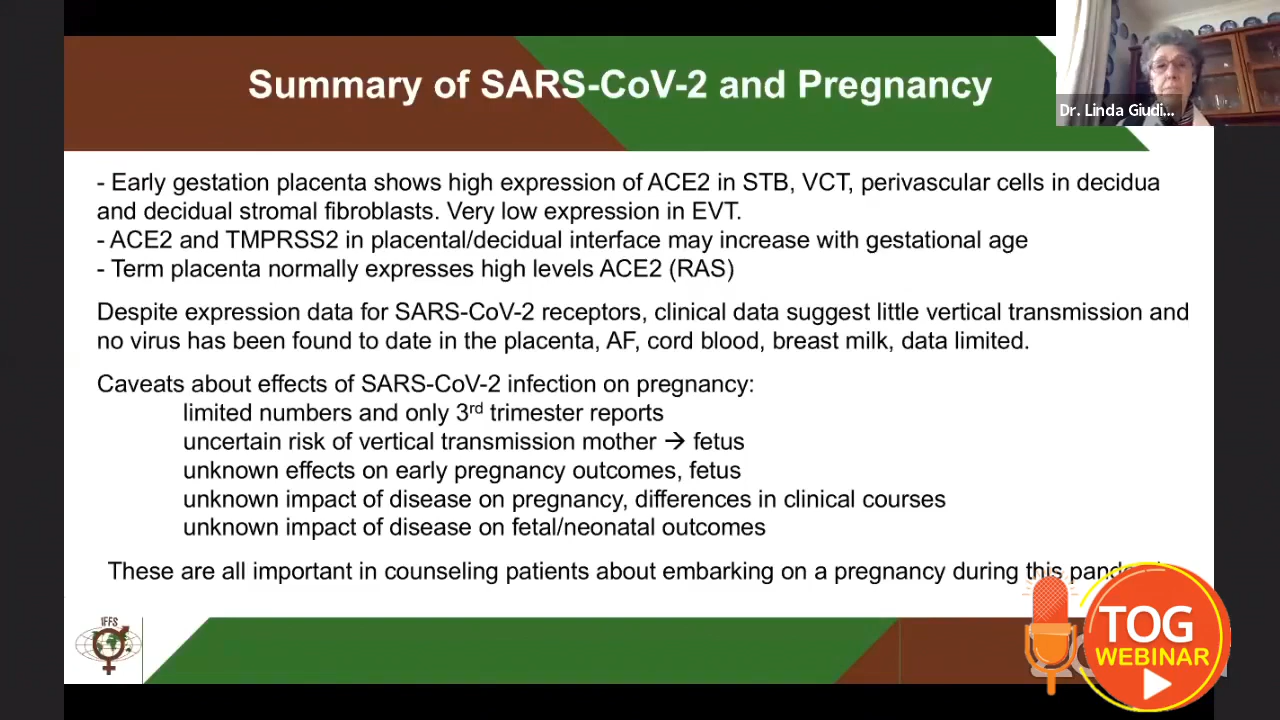 Summary of SARS-CoV-2 and Pregnancy
Dr. Linda Giudi...
- Early gestation placenta shows high expression of ACE2 in STB, VCT, perivascular cells in decidua
and decidual stromal fibroblasts. Very low expression in EVT.
- ACE2 and TMPRSS2 in placental/decidual interface may increase with gestational age
- Term placenta normally expresses high levels ACE2 (RAS)
Despite expression data for SARS-CoV-2 receptors, clinical data suggest little vertical transmission and
no virus has been found to date in the placenta, AF, cord blood, breast milk, data limited.
Caveats about effects of SARS-CoV-2 infection on pregnancy:
limited numbers and only 3rd trimester reports
uncertain risk of vertical transmission mother → fetus
unknown effects on early pregnancy outcomes, fetus
unknown impact of disease on pregnancy, differences in clinical courses
unknown impact of disease on fetal/neonatal outcomes
These are all important in counseling patients about embarking on a pregnancy during this
IFFS
TOG
WEBINAR